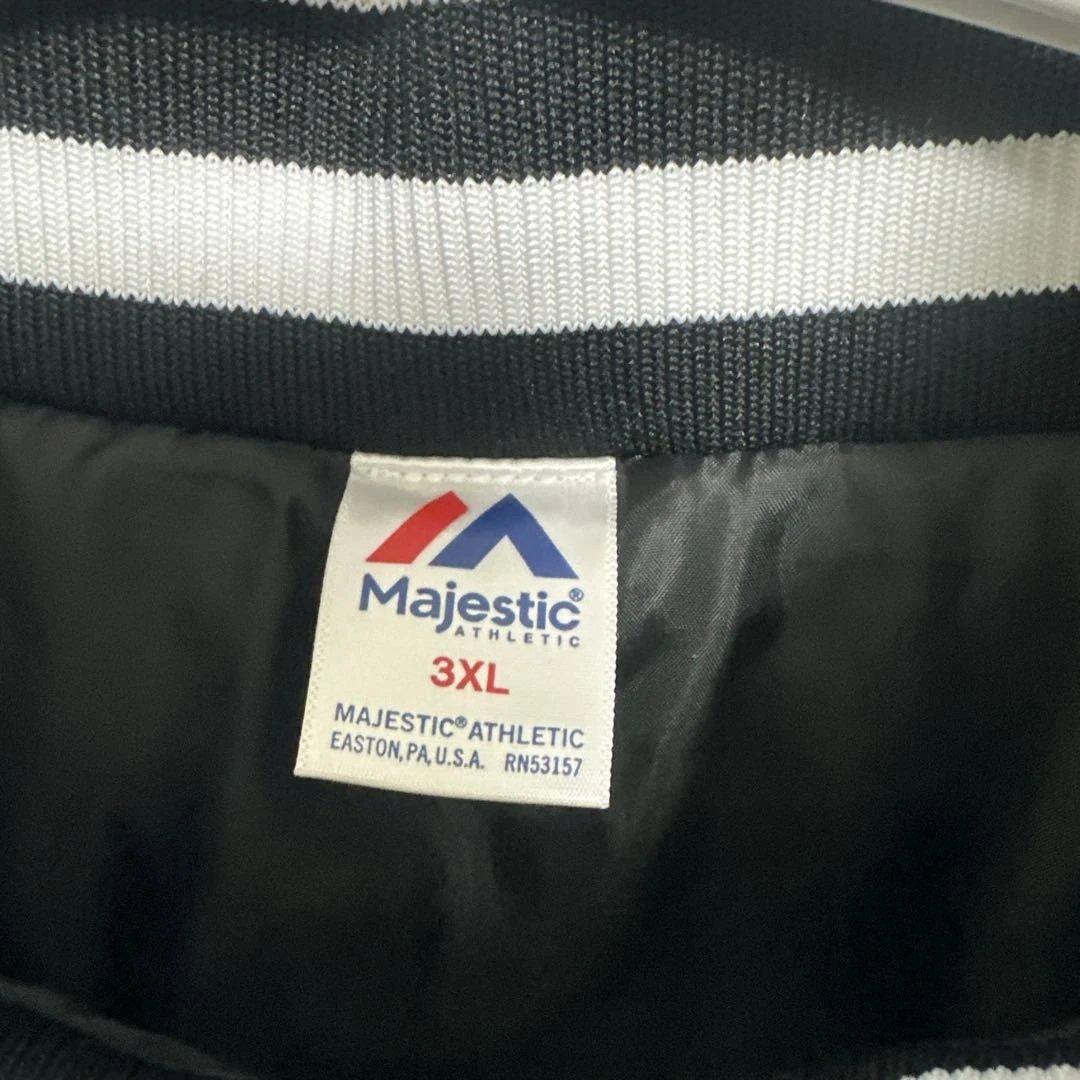 Majestic®
ATHLETIC
3XL
MAJESTIC® ATHLETIC
EASTON, PA, U.S.A. RN53157